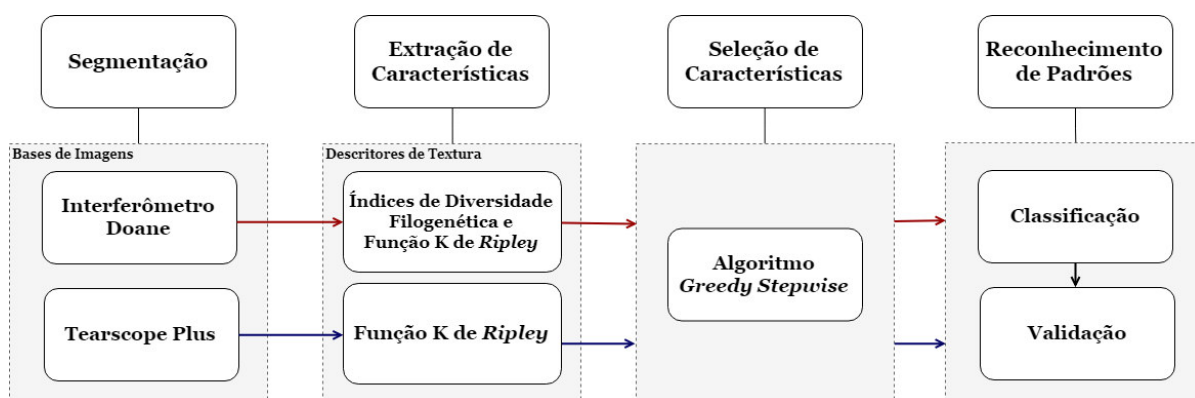 Segmentação
Extração de
Características
Seleção de
Características
Reconhecimento
de Padrões
Bases de Imagens
Interferômetro
Doane
Tearscope Plus
Descritores de Textura
Índices de Diversidade
Filogenética e
Função K de Ripley
Função K de Ripley
Algoritmo
Greedy Stepwise
Classificação
Validação